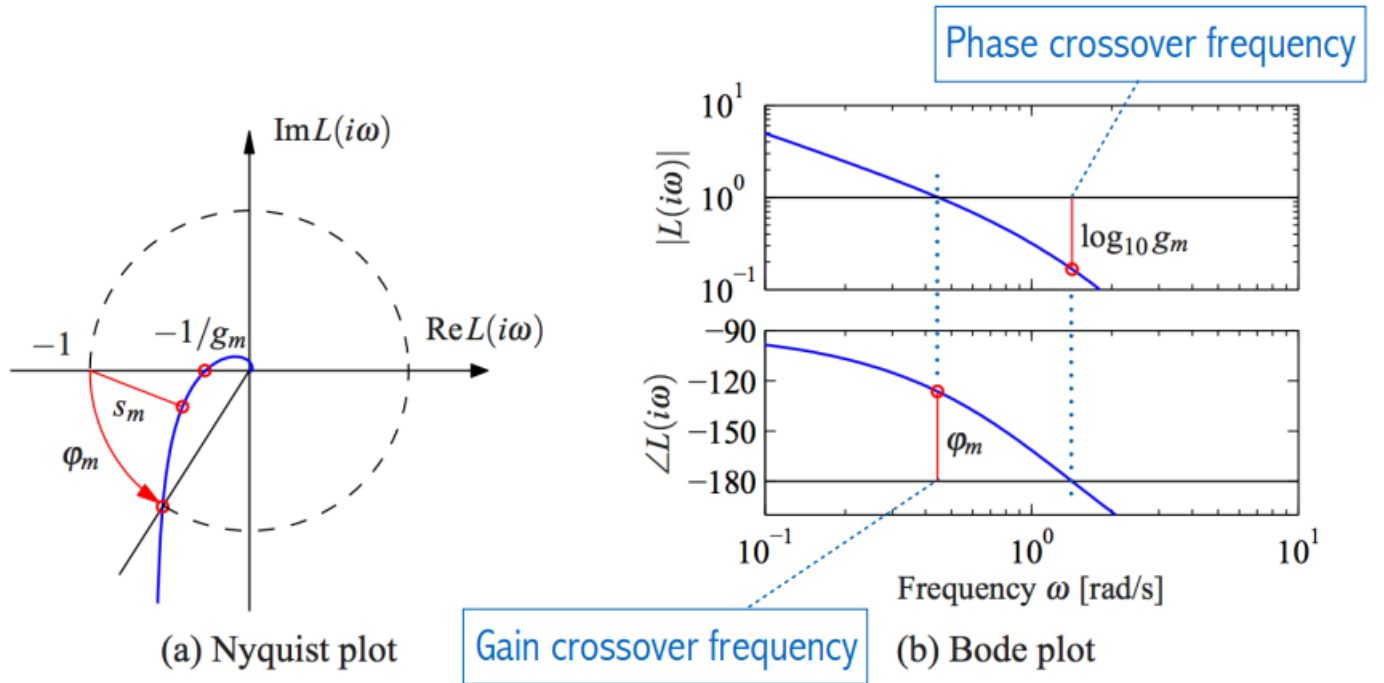 Phase crossover frequency
Im L(iω)
Re L(iω)
−1
−1/g_m
s_m
φ_m
(a) Nyquist plot
|L(iω)|
10^1
10^0
10^−1
log_10 g_m
∠L(iω)
−90
−120
−150
−180
φ_m
10^−1
10^0
10^1
Frequency ω [rad/s]
Gain crossover frequency
(b) Bode plot